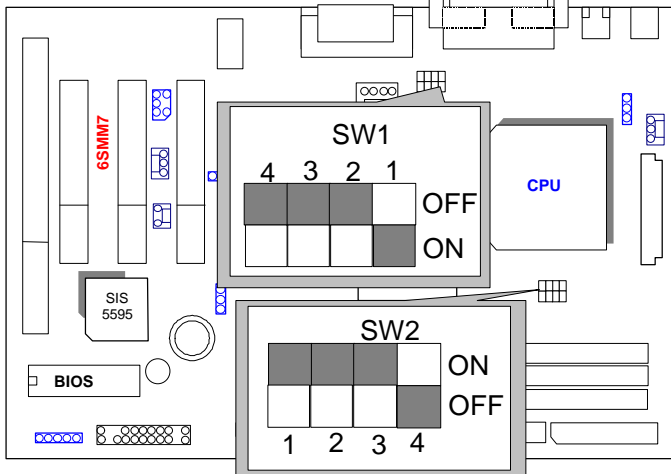 6SMM7
SW1
4 3 2 1
OFF
ON
CPU
SIS
5595
BIOS
SW2
ON
OFF
1 2 3 4